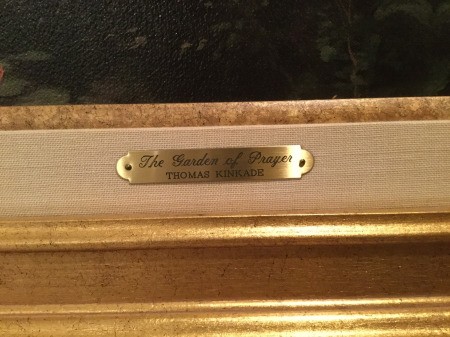 The Garden of Prayer
THOMAS KINKADE